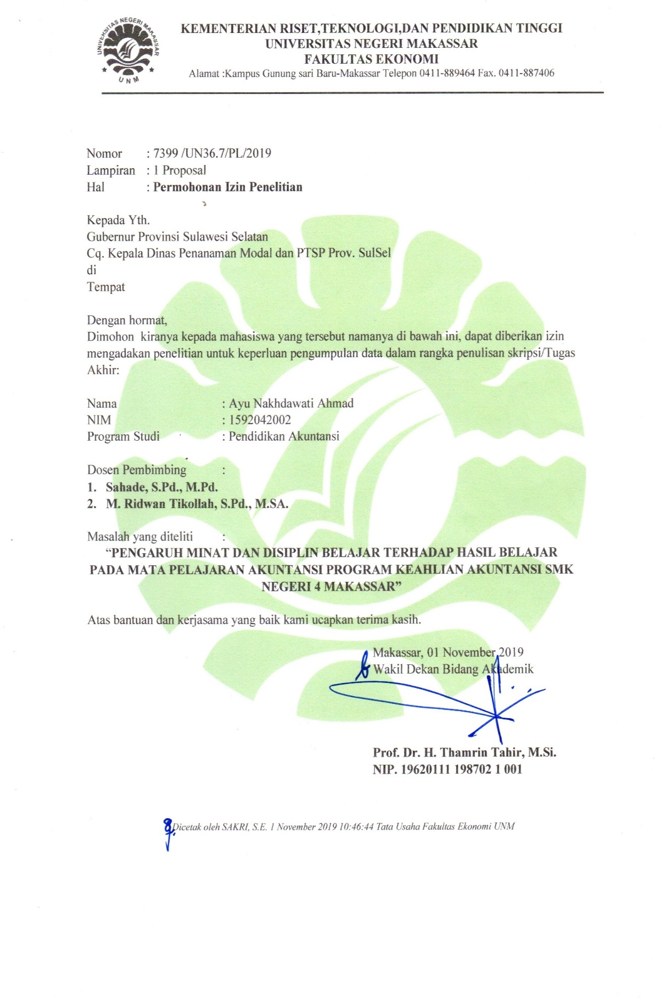 UNIVERSITAS NEGERI MAKASSAR
UNM
KEMENTERIAN RISET,TEKNOLOGI,DAN PENDIDIKAN TINGGI
UNIVERSITAS NEGERI MAKASSAR
FAKULTAS EKONOMI
Alamat :Kampus Gunung sari Baru-Makassar Telepon 0411-889464 Fax. 0411-887406
Nomor : 7399 /UN36.7/PL/2019
Lampiran : 1 Proposal
Hal : Permohonan Izin Penelitian
Kepada Yth.
Gubernur Provinsi Sulawesi Selatan
Cq. Kepala Dinas Penanaman Modal dan PTSP Prov. SulSel
di
Tempat
Dengan hormat,
Dimohon kiranya kepada mahasiswa yang tersebut namanya di bawah ini, dapat diberikan izin
mengadakan penelitian untuk keperluan pengumpulan data dalam rangka penulisan skripsi/Tugas
Akhir:
Nama : Ayu Nakhdawati Ahmad
NIM : 1592042002
Program Studi : Pendidikan Akuntansi
Dosen Pembimbing :
1. Sahade, S.Pd., M.Pd.
2. M. Ridwan Tikollah, S.Pd., M.SA.
Masalah yang diteliti :
“PENGARUH MINAT DAN DISIPLIN BELAJAR TERHADAP HASIL BELAJAR
PADA MATA PELAJARAN AKUNTANSI PROGRAM KEAHLIAN AKUNTANSI SMK
NEGERI 4 MAKASSAR”
Atas bantuan dan kerjasama yang baik kami ucapkan terima kasih.
Makassar, 01 November 2019
Wakil Dekan Bidang Akademik
Prof. Dr. H. Thamrin Tahir, M.Si.
NIP. 19620111 198702 1 001
Dicetak oleh SAKRI, S.E. 1 November 2019 10:46:44 Tata Usaha Fakultas Ekonomi UNM